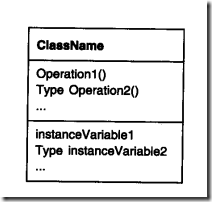 ClassName
Operation1()
Type Operation2()
...
instanceVariable1
Type instanceVariable2
...